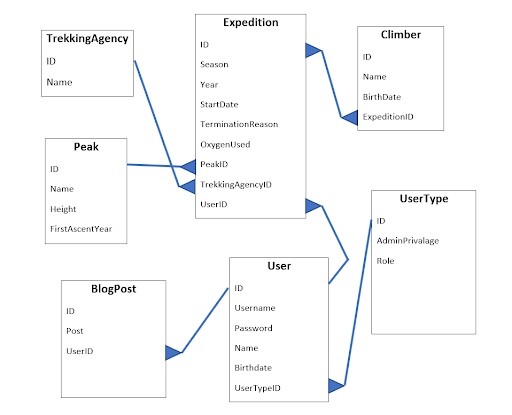 TrekkingAgency
ID
Name
Expedition
ID
Season
Year
StartDate
TerminationReason
OxygenUsed
PeakID
TrekkingAgencyID
UserID
Climber
ID
Name
BirthDate
ExpeditionID
Peak
ID
Name
Height
FirstAscentYear
UserType
ID
AdminPrivalage
Role
User
ID
Username
Password
Name
Birthdate
UserTypeID
BlogPost
ID
Post
UserID